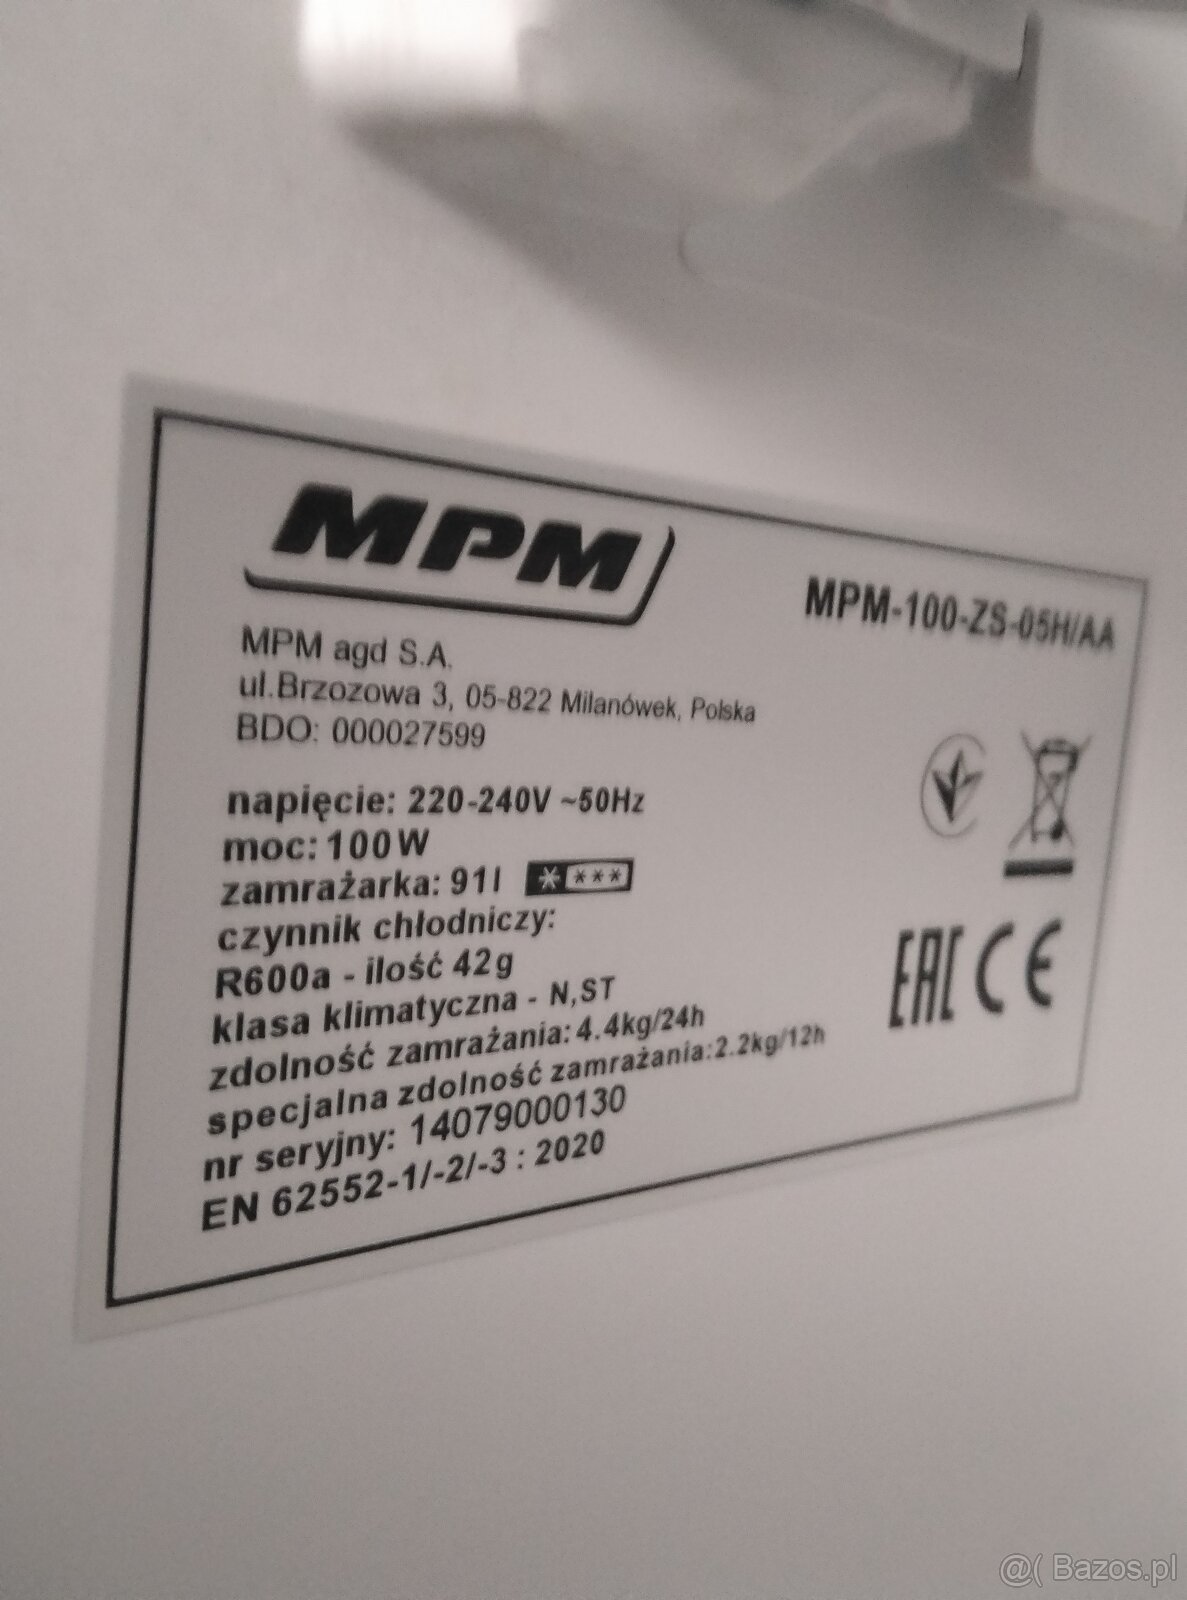 MPM
MPM-100-ZS-05H/AA
MPM agd S.A.
ul.Brzozowa 3, 05-822 Milanówek, Polska
BDO: 000027599
napięcie: 220-240V ~50Hz
moc: 100W
zamrażarka: 91l * ***
czynnik chłodniczy:
R600a - ilość 42g
klasa klimatyczna - N,ST
zdolność zamrażania: 4.4kg/24h
specjalna zdolność zamrażania:2.2kg/12h
nr seryjny: 14079000130
EN 62552-1/-2/-3 : 2020
EAC CE
@( Bazos.pl